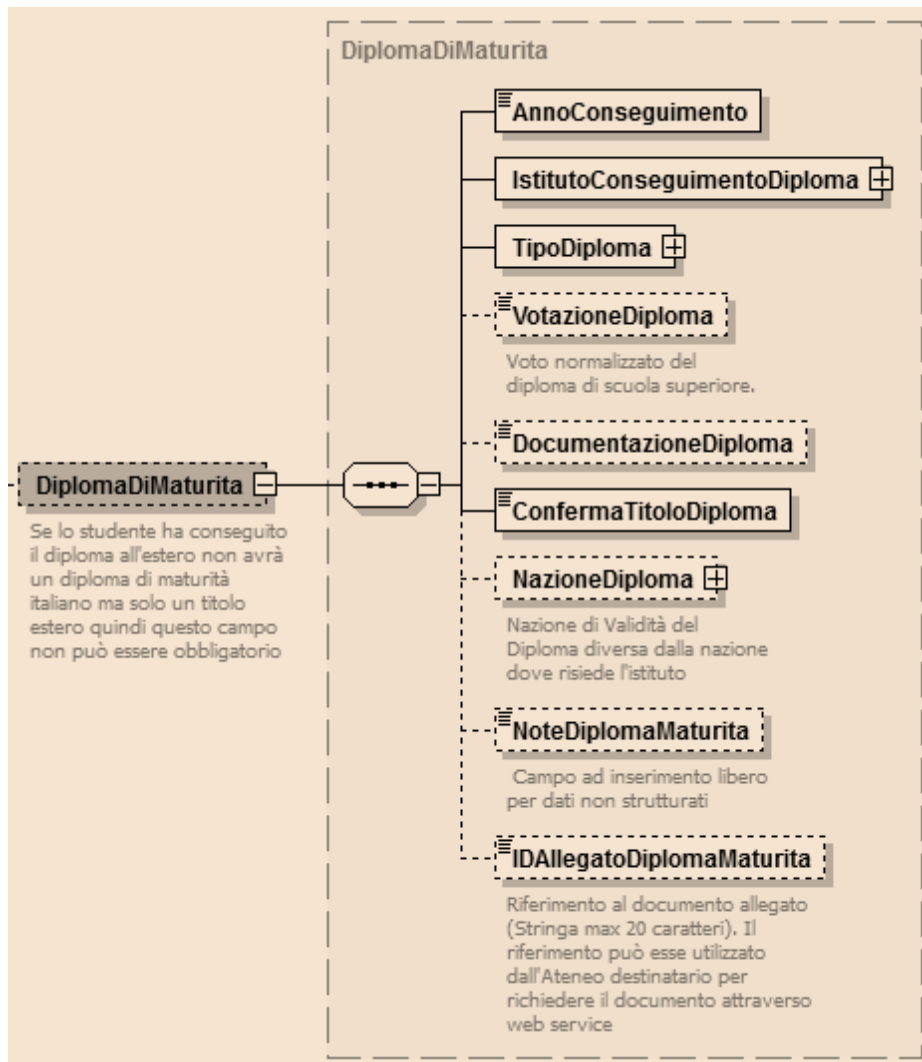 DiplomaDiMaturita
AnnoConseguimento
IstitutoConseguimentoDiploma
TipoDiploma
VotazioneDiploma
Voto normalizzato del
diploma di scuola superiore.
DocumentazioneDiploma
DiplomaDiMaturita
Se lo studente ha conseguito
il diploma all'estero non avrà
un diploma di maturità
italiano ma solo un titolo
estero quindi questo campo
non può essere obbligatorio
ConfermaTitoloDiploma
NazioneDiploma
Nazione di Validità del
Diploma diversa dalla nazione
dove risiede l'istituto
NoteDiplomaMaturita
Campo ad inserimento libero
per dati non strutturati
IDAllegatoDiplomaMaturita
Riferimento al documento allegato
(Stringa max 20 caratteri). Il
riferimento può esse utilizzato
dall'Ateneo destinatario per
richiedere il documento attraverso
web service